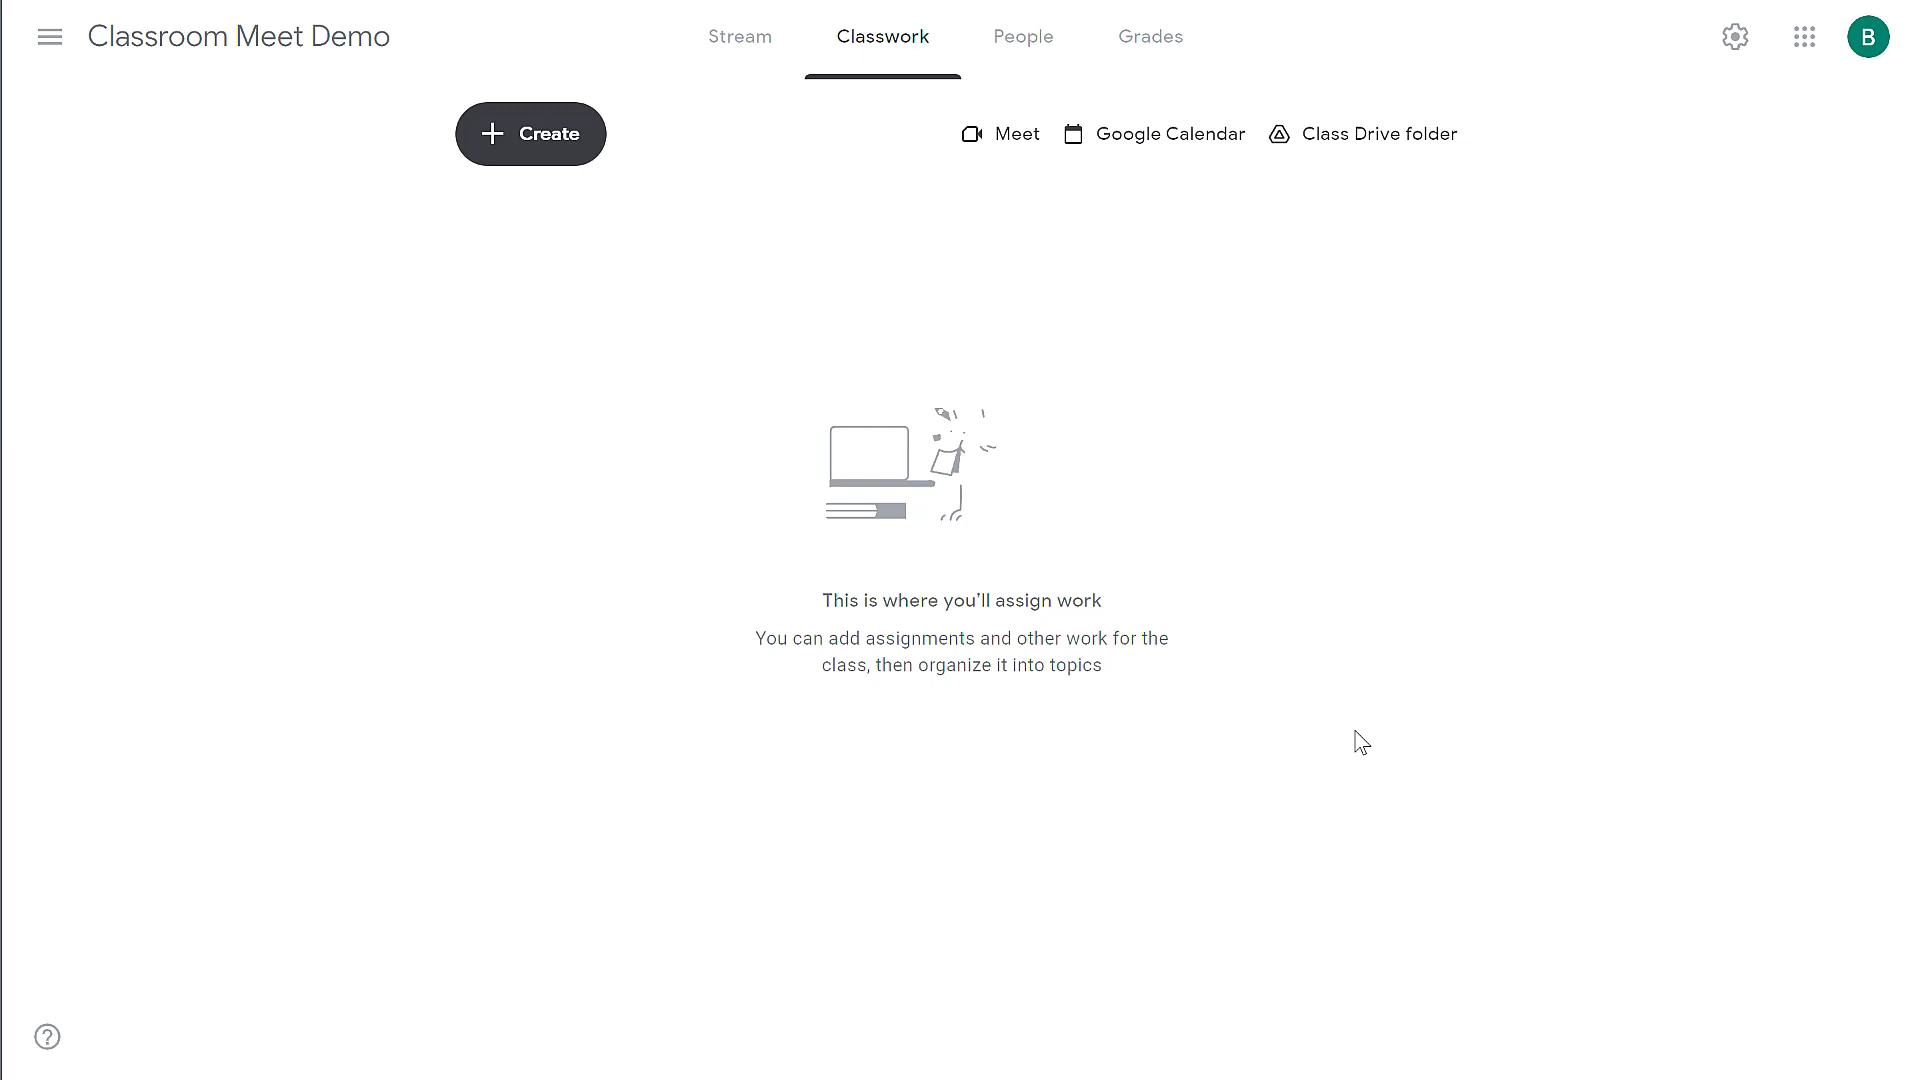 Classroom Meet Demo
Stream
Classwork
People
Grades
B
Create
Meet
Google Calendar
Class Drive folder
This is where you'll assign work
You can add assignments and other work for the
class, then organize it into topics